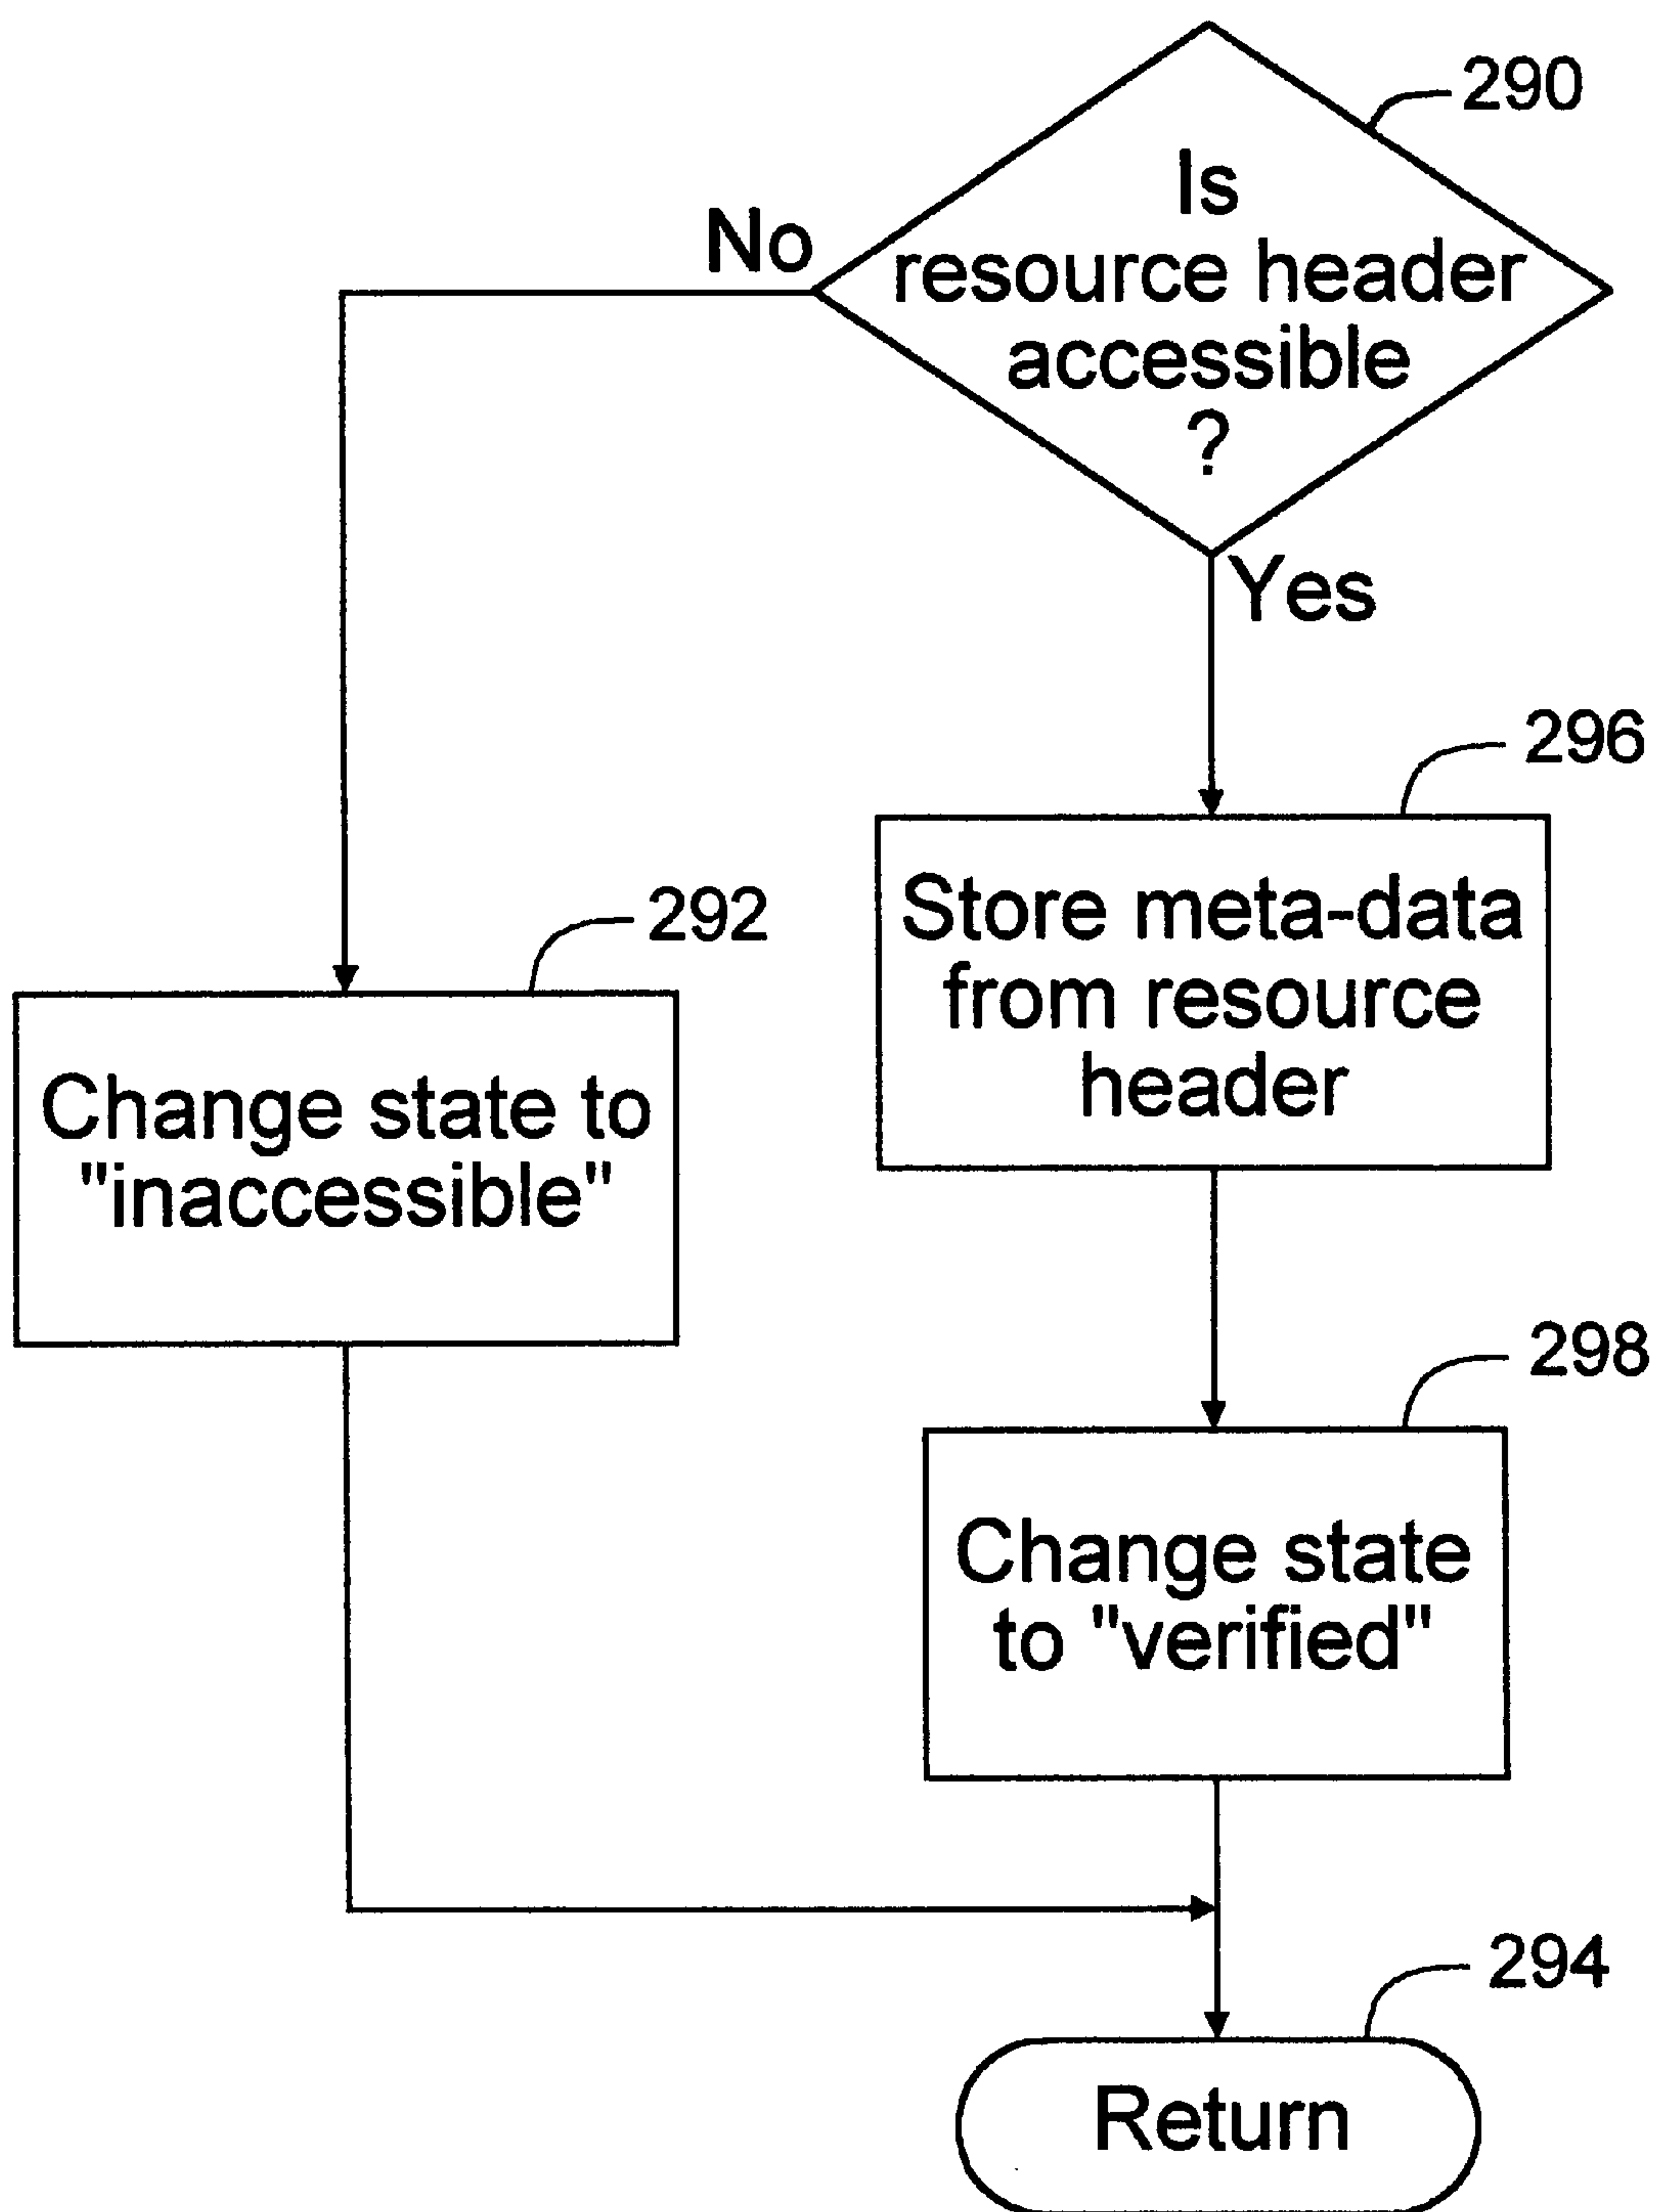 290
Is
resource header
accessible
?
No
Yes
296
Store meta-data
from resource
header
292
Change state to
"inaccessible"
298
Change state
to "verified"
294
Return